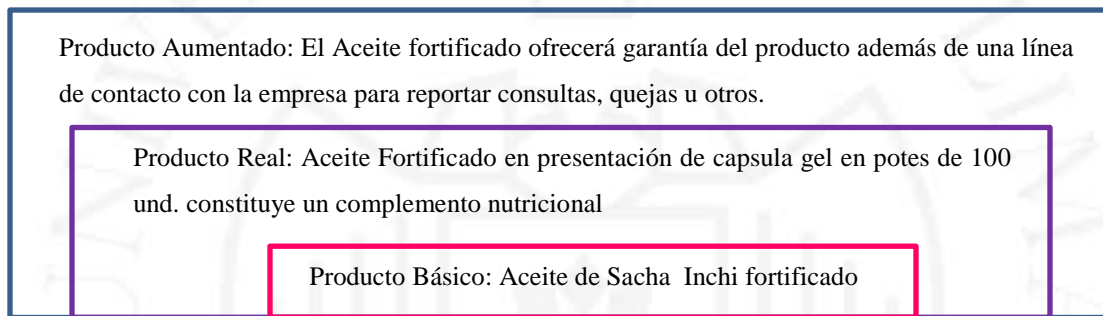 Producto Aumentado: El Aceite fortificado ofrecerá garantía del producto además de una línea
de contacto con la empresa para reportar consultas, quejas u otros.
Producto Real: Aceite Fortificado en presentación de capsula gel en potes de 100
und. constituye un complemento nutricional
Producto Básico: Aceite de Sacha Inchi fortificado